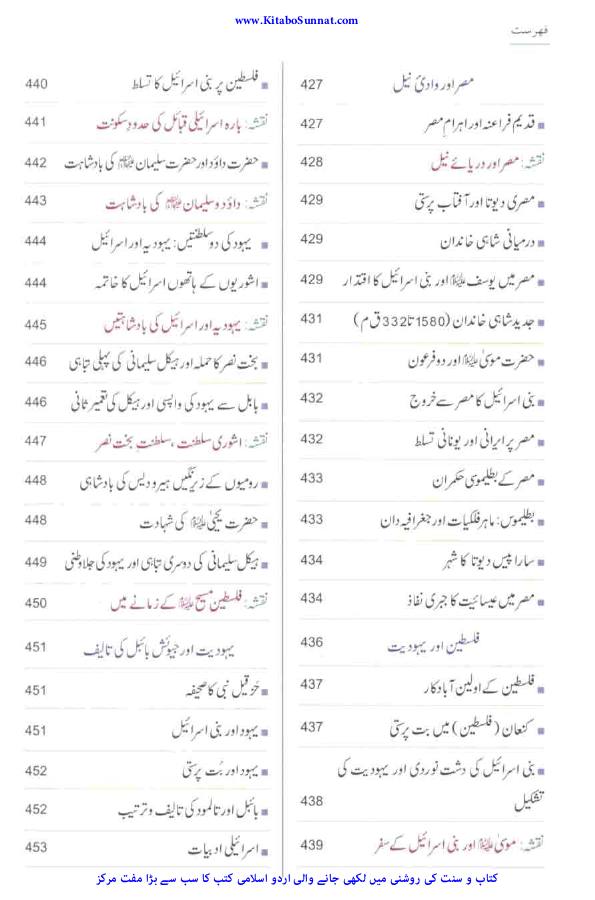 www.KitaboSunnat.com
فہرست
مصر اور وادیٔ نیل 427
قدیم فراعنہ اور اہرامِ مصر 427
نقشہ: مصر اور دریائے نیل 428
مصری دیوتا اور آفتاب پرستی 429
درمیانی شاہی خاندان 429
مصر میں یوسف علیہ السلام اور بنی اسرائیل کا اقتدار 429
جدید شاہی خاندان (1580 تا 332 ق م) 431
حضرت موسیٰ علیہ السلام اور دو فرعون 431
بنی اسرائیل کا مصر سے خروج 432
مصر پر ایرانی اور یونانی تسلط 432
مصر کے بطلیموسی حکمران 433
بطلیموس: ماہر فلکیات اور جغرافیہ دان 433
ساراپیس دیوتا کا شہر 434
مصر میں عیسائیت کا جبری نفاذ 434
فلسطین اور یہودیت 436
فلسطین کے اولین آبادکار 437
کنعان (فلسطین) میں بت پرستی 437
بنی اسرائیل کی دشت نوردی اور یہودیت کی
تشکیل 438
نقشہ: موسیٰ علیہ السلام اور بنی اسرائیل کے سفر 439
فلسطین پر بنی اسرائیل کا تسلط 440
نقشہ: بارہ اسرائیلی قبائل کی حدودِ سکونت 441
حضرت داؤد اور حضرت سلیمان علیہما السلام کی بادشاہت 442
نقشہ: داؤد و سلیمان علیہما السلام کی بادشاہت 443
یہود کی دو سلطنتیں: یہودیہ اور اسرائیل 444
اشوریوں کے ہاتھوں اسرائیل کا خاتمہ 444
نقشہ: یہودیہ اور اسرائیل کی بادشاہتیں 445
بخت نصر کا حملہ اور ہیکل سلیمانی کی پہلی تباہی 446
بابل سے یہود کی واپسی اور ہیکل کی تعمیر ثانی 446
نقشہ: اشوری سلطنت، سلطنتِ بخت نصر 447
رومیوں کے زیرنگیں ہیرودیس کی بادشاہی 448
حضرت یحییٰ علیہ السلام کی شہادت 448
ہیکل سلیمانی کی دوسری تباہی اور یہود کی جلاوطنی 449
نقشہ: فلسطین مسیح علیہ السلام کے زمانے میں 450
یہودیت اور جیوئش بائبل کی تالیف 451
حزقیل نبی کا صحیفہ 451
یہود اور بنی اسرائیل 451
یہود اور بُت پرستی 452
بائبل اور تالمود کی تالیف و ترتیب 452
اسرائیلی ادبیات 453
کتاب و سنت کی روشنی میں لکھی جانے والی اردو اسلامی کتب کا سب سے بڑا مفت مرکز